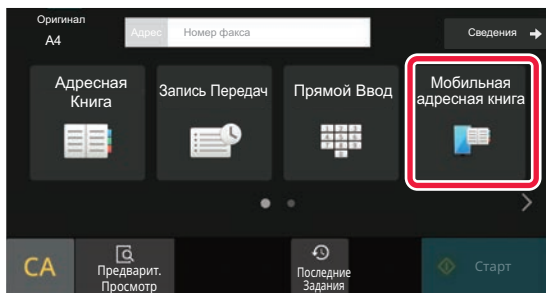 Оригинал
A4
Адрес
Номер факса
Сведения
Адресная
Книга
Запись Передач
Прямой Ввод
Мобильная
адресная книга
CA
Предварит.
Просмотр
Последние
Задания
Старт